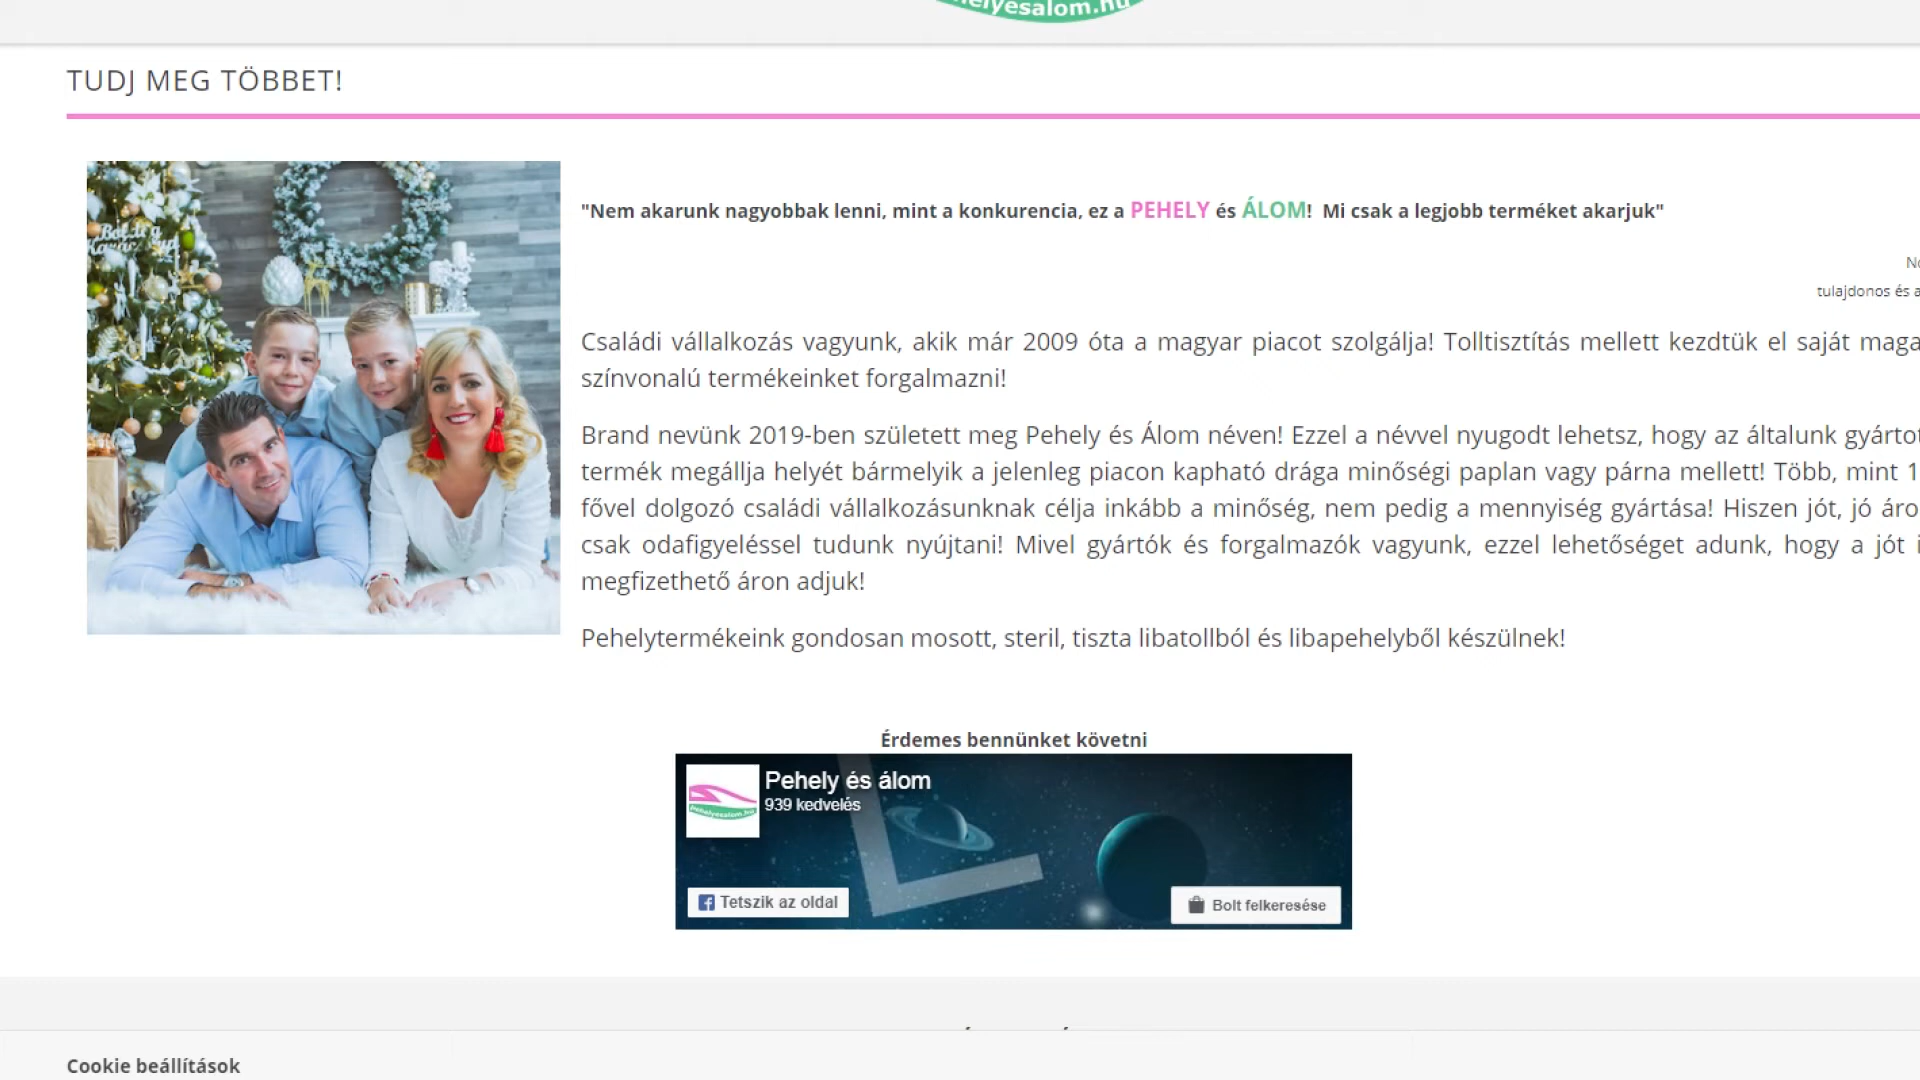 elyesalom.hu
TUDJ MEG TÖBBET!
"Nem akarunk nagyobbak lenni, mint a konkurencia, ez a PEHELY és ÁLOM! Mi csak a legjobb terméket akarjuk"
tulajdonos és
Családi vállalkozás vagyunk, akik már 2009 óta a magyar piacot szolgálja! Tolltisztítás mellett kezdtük el saját maga
színvonalú termékeinket forgalmazni!
Brand nevünk 2019-ben született meg Pehely és Álom néven! Ezzel a névvel nyugodt lehetsz, hogy az általunk gyártot
termék megállja helyét bármelyik a jelenleg piacon kapható drága minőségi paplan vagy párna mellett! Több, mint 1
fővel dolgozó családi vállalkozásunknak célja inkább a minőség, nem pedig a mennyiség gyártása! Hiszen jót, jó áro
csak odafigyeléssel tudunk nyújtani! Mivel gyártók és forgalmazók vagyunk, ezzel lehetőséget adunk, hogy a jót i
megfizethető áron adjuk!
Pehelytermékeink gondosan mosott, steril, tiszta libatollból és libapehelyből készülnek!
Érdemes bennünket követni
Pehely és álom
939 kedvelés
pehelyesalom.hu
Tetszik az oldal
Bolt felkeresése
Cookie beállítások